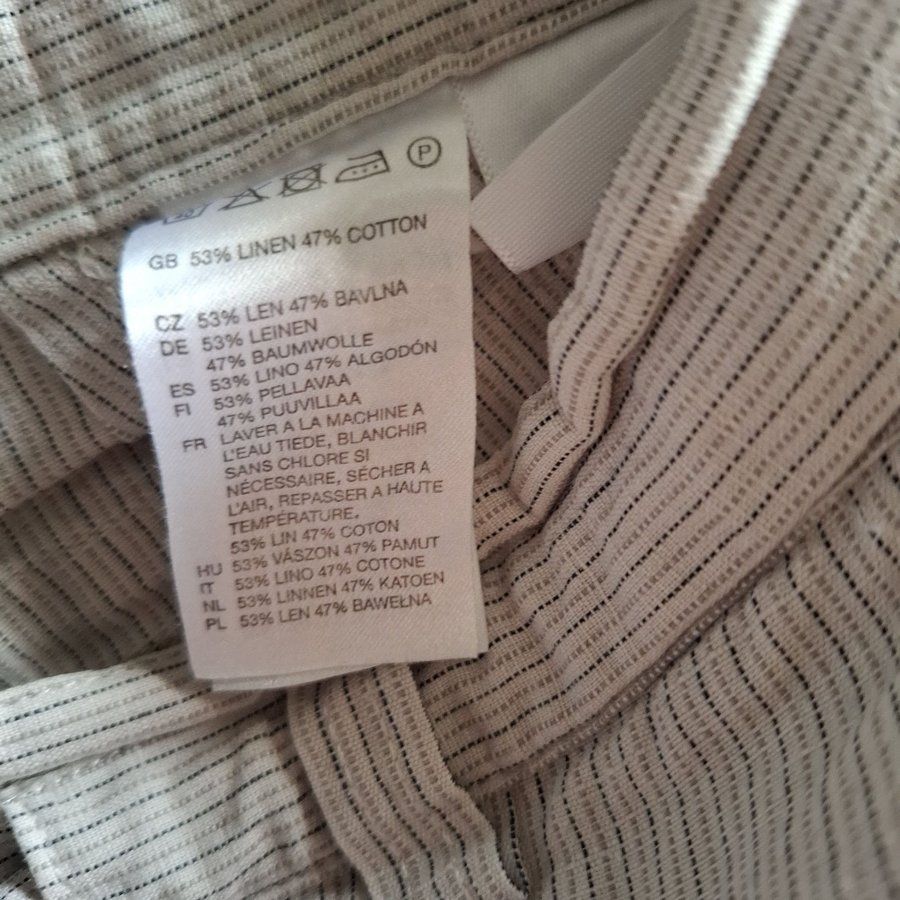 P
GB 53% LINEN 47% COTTON
CZ 53% LEN 47% BAVLNA
DE 53% LEINEN
47% BAUMWOLLE
ES 53% LINO 47% ALGODÓN
FI 53% PELLAVAA
47% PUUVILLAA
FR LAVER A LA MACHINE A
L'EAU TIEDE, BLANCHIR
SANS CHLORE SI
NÉCESSAIRE, SÉCHER A
L'AIR, REPASSER A HAUTE
TEMPÉRATURE.
53% LIN 47% COTON
HU 53% VÁSZON 47% PAMUT
IT 53% LINO 47% COTONE
NL 53% LINNEN 47% KATOEN
PL 53% LEN 47% BAWEŁNA